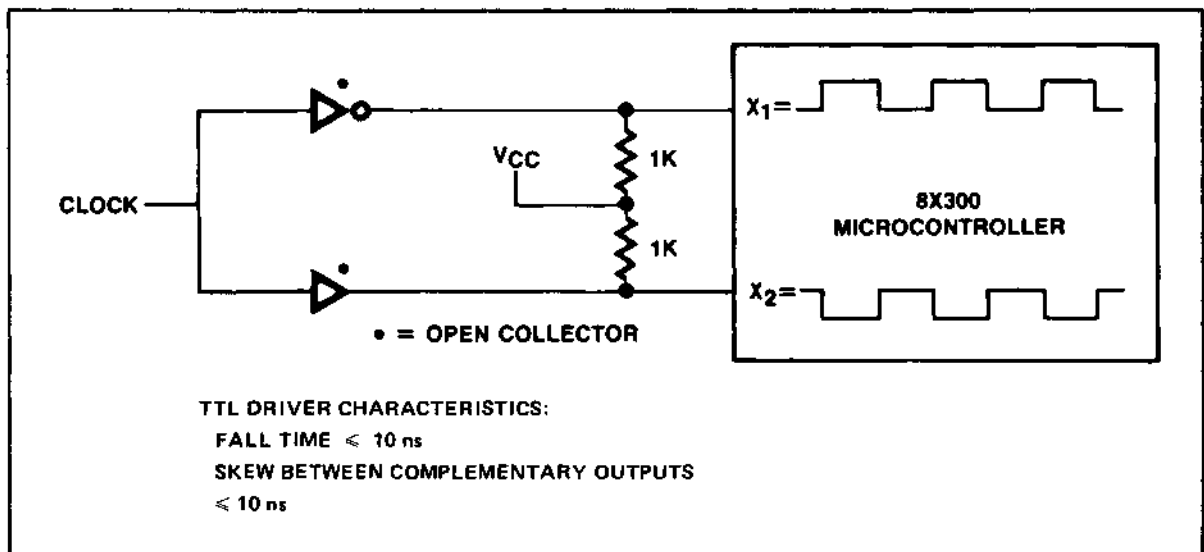 X1=
VCC
1K
CLOCK
8X300
MICROCONTROLLER
1K
X2=
• = OPEN COLLECTOR
TTL DRIVER CHARACTERISTICS:
FALL TIME ⩽ 10 ns
SKEW BETWEEN COMPLEMENTARY OUTPUTS
⩽ 10 ns